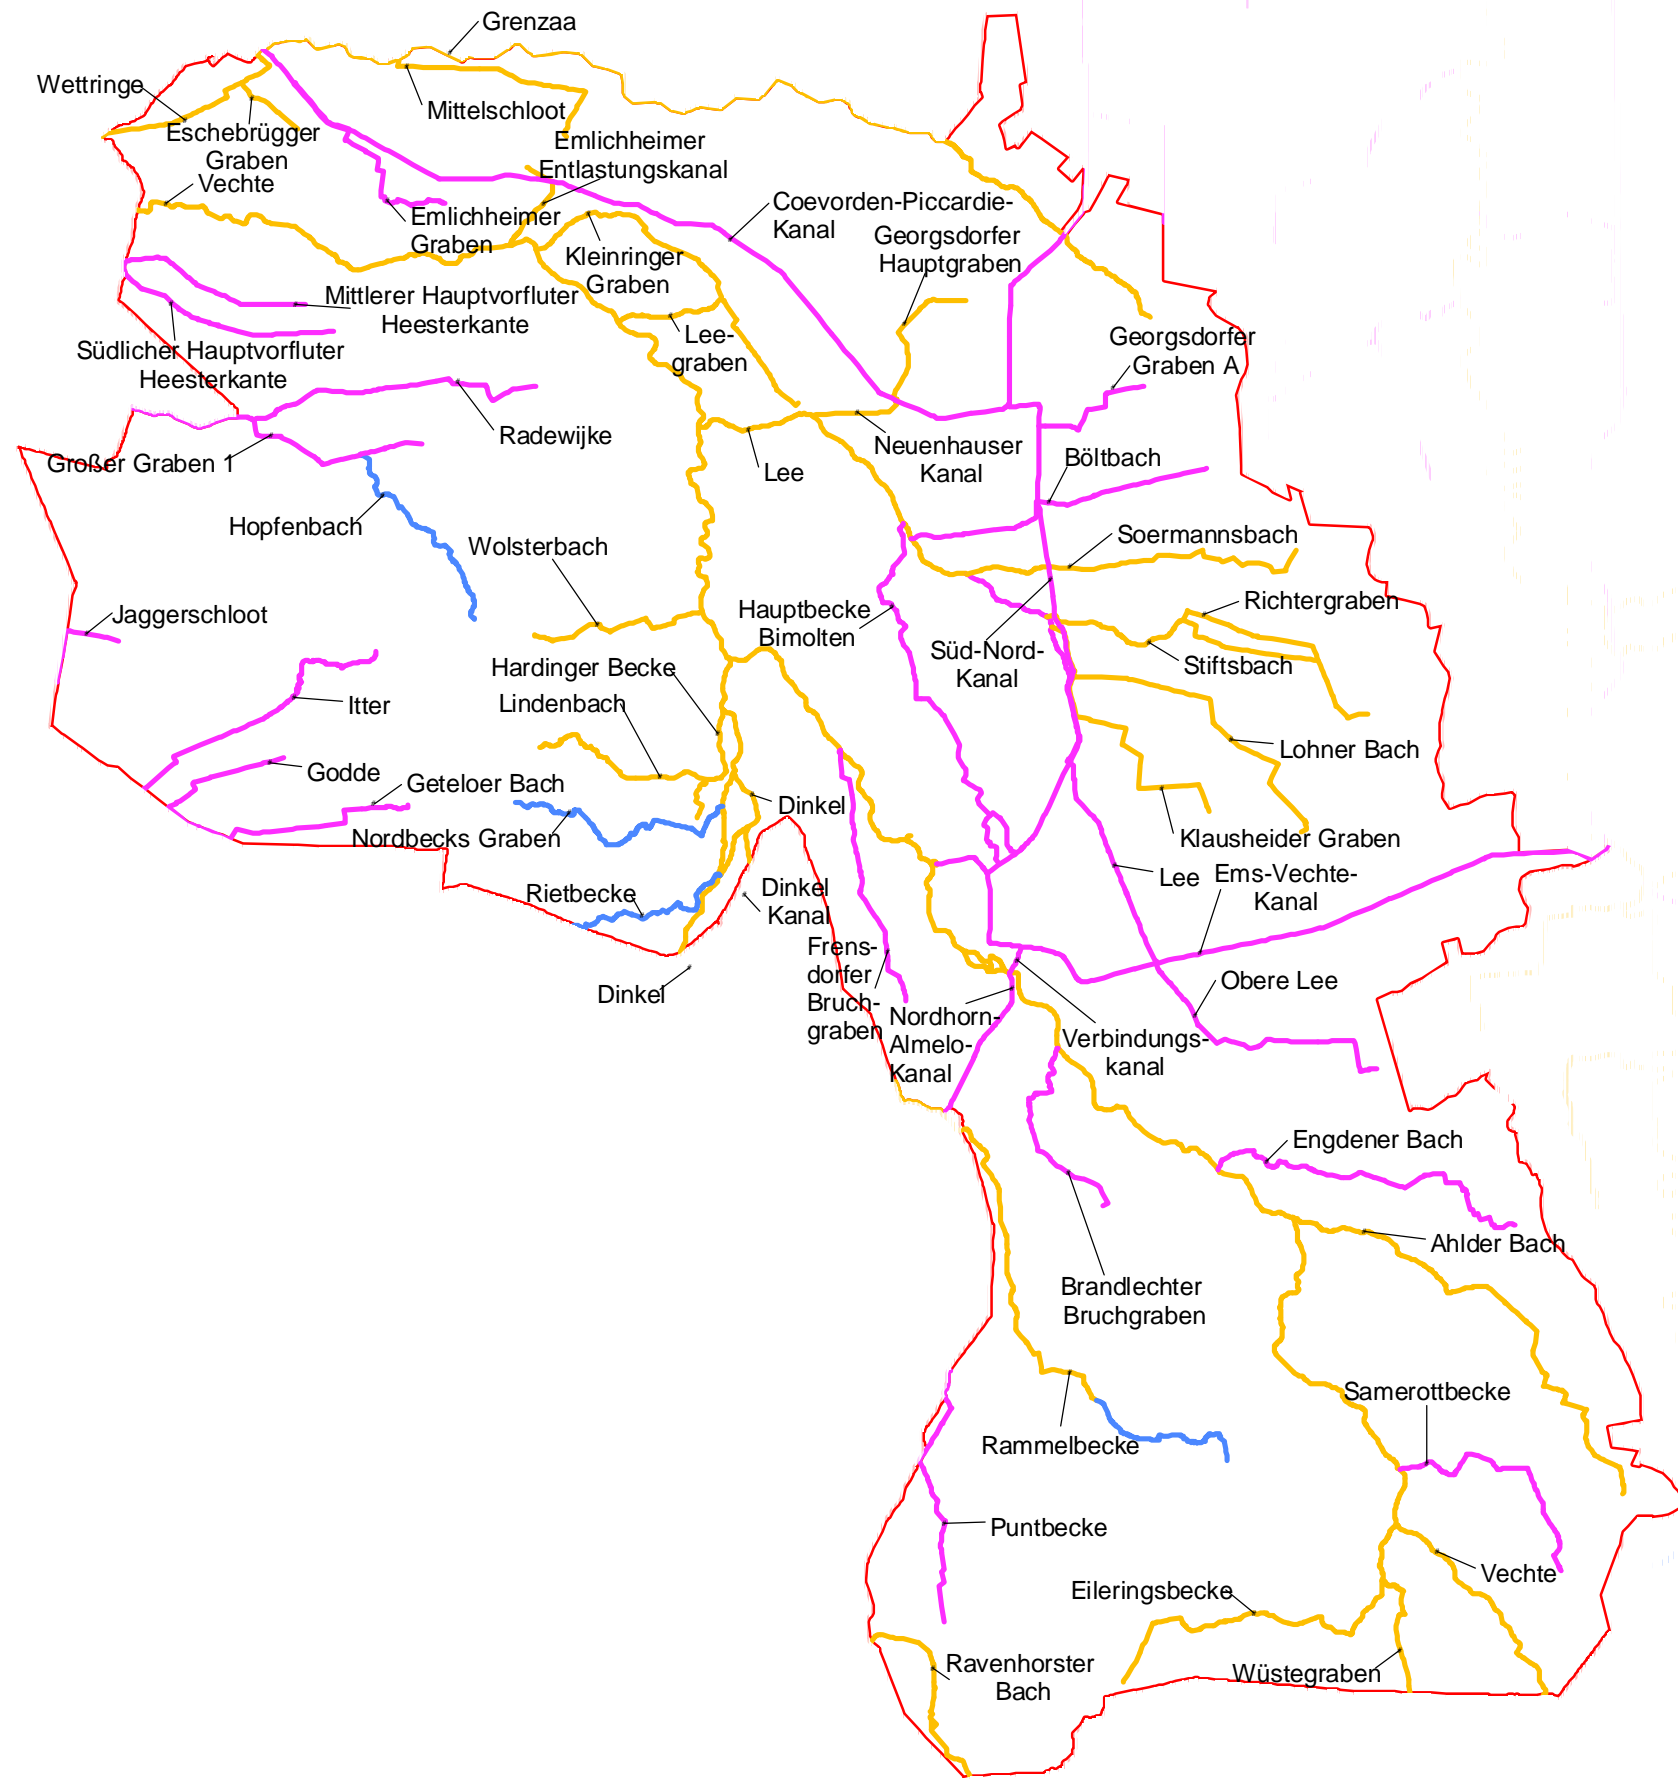 Grenzaa
Wettringe
Mittelschloot
Eschebrügger
Graben
Emlichheimer
Entlastungskanal
Vechte
Emlichheimer
Graben
Coevorden-Piccardie-
Kanal
Georgsdorfer
Hauptgraben
Kleinringer
Graben
Mittlerer Hauptvorfluter
Heesterkante
Südlicher Hauptvorfluter
Heesterkante
Lee-
graben
Georgsdorfer
Graben A
Radewijke
Großer Graben 1
Lee
Neuenhauser
Kanal
Böltbach
Hopfenbach
Wolsterbach
Soermannsbach
Jaggerschloot
Hauptbecke
Bimolten
Richtergraben
Süd-Nord-
Kanal
Stiftsbach
Hardinger Becke
Lindenbach
Itter
Lohner Bach
Godde
Geteloer Bach
Dinkel
Nordbecks Graben
Klausheider Graben
Rietbecke
Dinkel
Kanal
Lee
Ems-Vechte-
Kanal
Frens-
dorfer
Bruch-
graben
Dinkel
Obere Lee
Nordhorn-
Almelo-
Kanal
Verbindungs-
kanal
Engdener Bach
Ahlder Bach
Brandlechter
Bruchgraben
Samerottbecke
Rammelbecke
Puntbecke
Vechte
Eileringsbecke
Ravenhorster
Bach
Wüstegraben